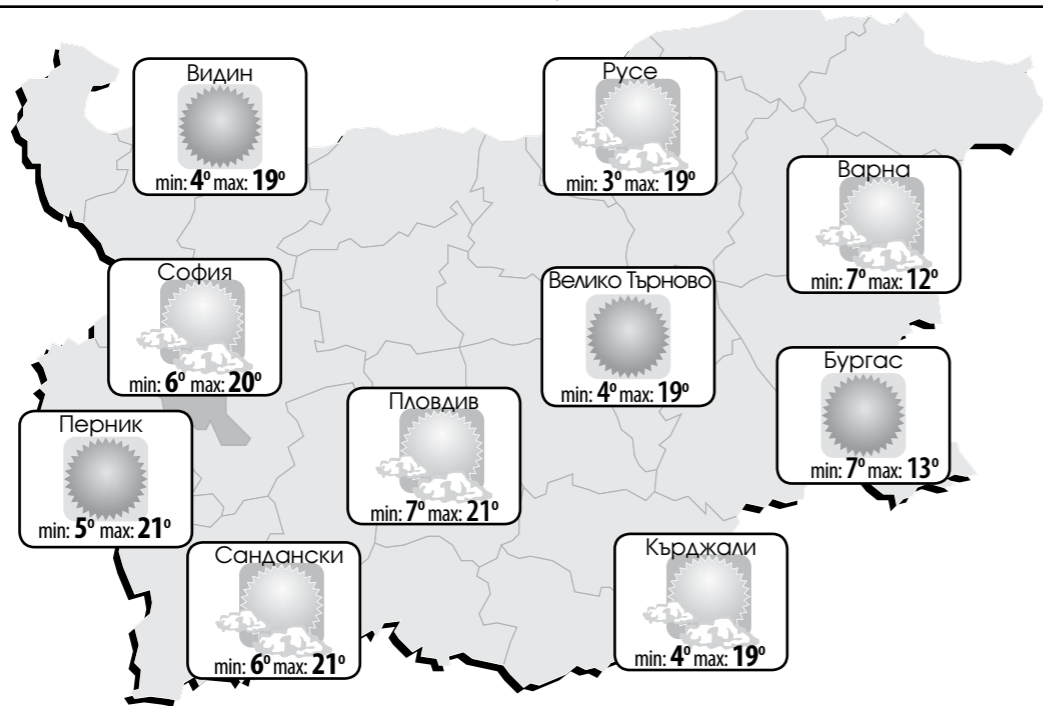 Видин
min: 4° max: 19°
Русе
min: 3° max: 19°
Варна
min: 7° max: 12°
София
min: 6° max: 20°
Велико Търново
min: 4° max: 19°
Бургас
min: 7° max: 13°
Пловдив
min: 7° max: 21°
Перник
min: 5° max: 21°
Сандански
min: 6° max: 21°
Кърджали
min: 4° max: 19°